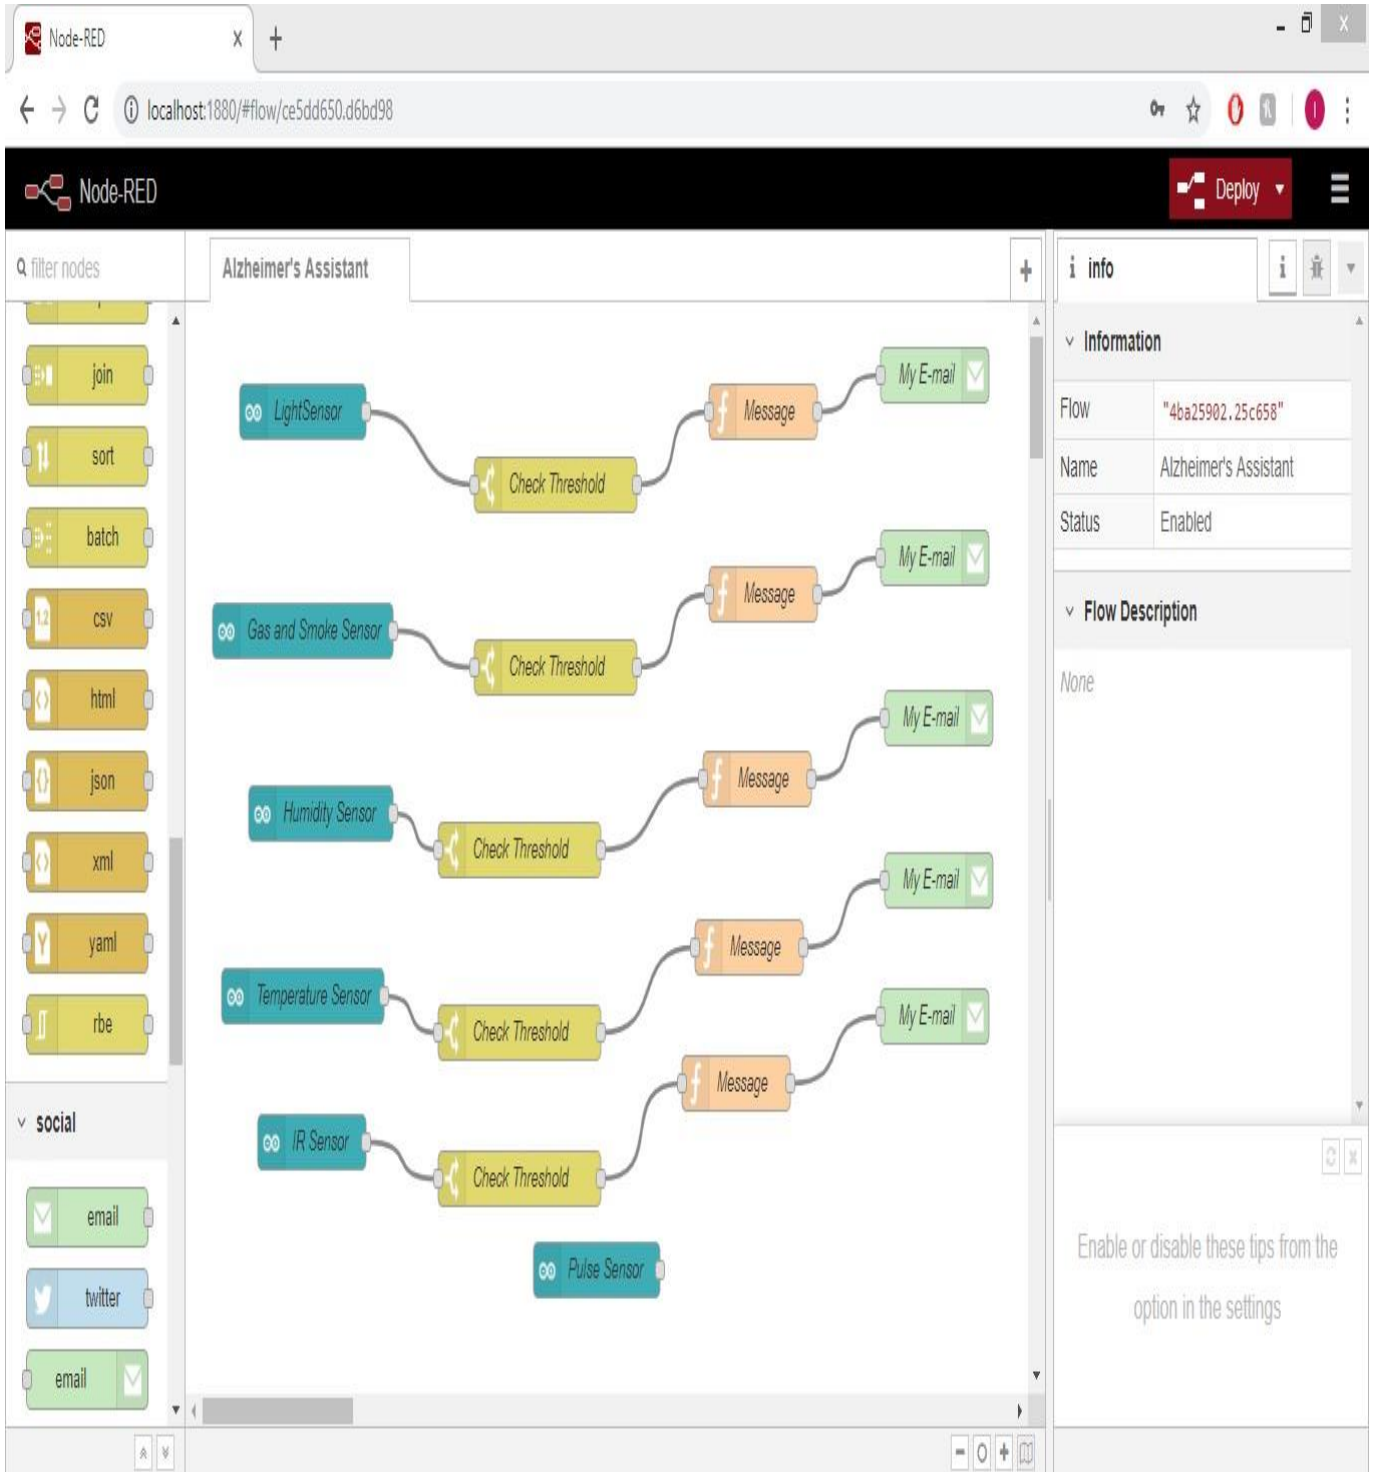 Node-RED
localhost:1880/#flow/ce5dd650.d6bd98
Node-RED
Deploy
filter nodes
join
sort
batch
csv
html
json
xml
yaml
rbe
social
email
twitter
email
Alzheimer's Assistant
LightSensor
Check Threshold
Message
My E-mail
Gas and Smoke Sensor
Check Threshold
Message
My E-mail
Humidity Sensor
Check Threshold
Message
My E-mail
Temperature Sensor
Check Threshold
Message
My E-mail
IR Sensor
Check Threshold
Message
My E-mail
Pulse Sensor
i info
i
Information
Flow "4ba25902.25c658"
Name Alzheimer's Assistant
Status Enabled
Flow Description
None
Enable or disable these tips from the
option in the settings